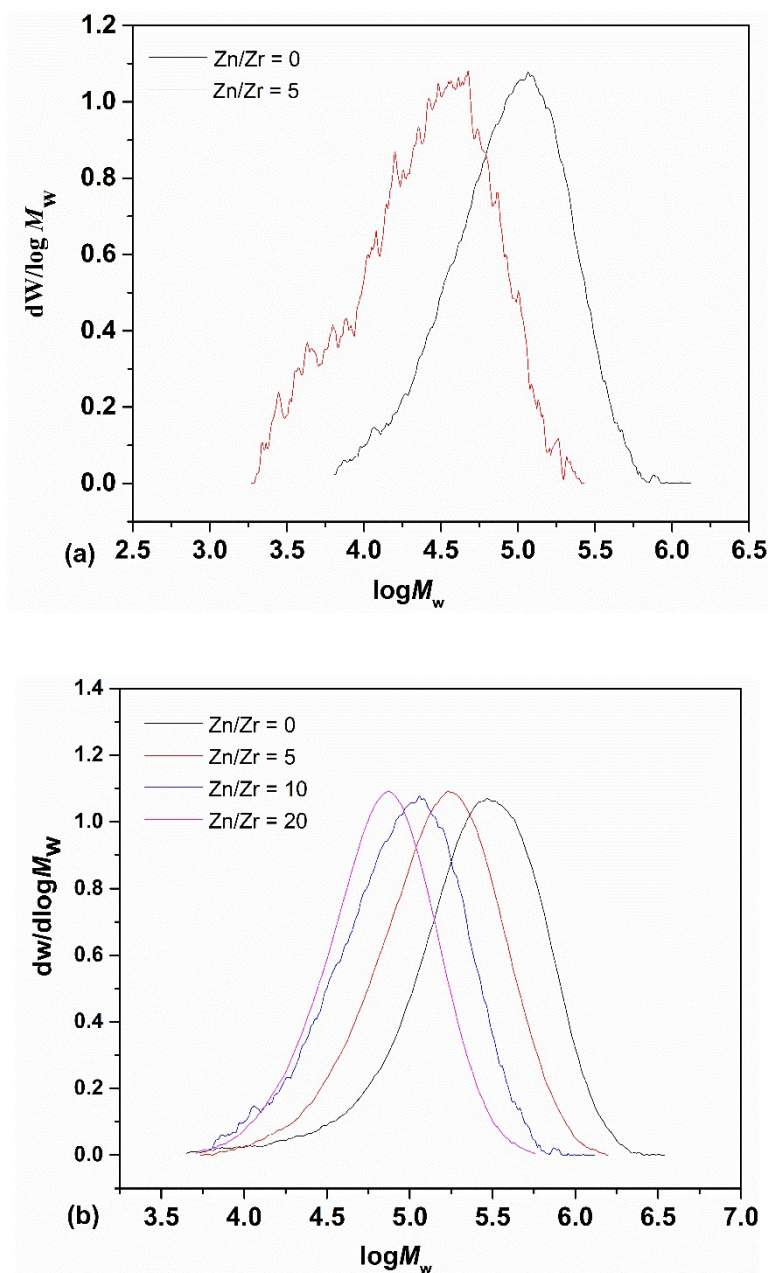 1.2
Zn/Zr = 0
Zn/Zr = 5
1.0
0.8
0.6
0.4
0.2
0.0
dW/log Mw
2.5 3.0 3.5 4.0 4.5 5.0 5.5 6.0 6.5
(a)
logMw
1.4
Zn/Zr = 0
Zn/Zr = 5
Zn/Zr = 10
Zn/Zr = 20
1.2
1.0
0.8
0.6
0.4
0.2
0.0
dw/dlogMw
3.5 4.0 4.5 5.0 5.5 6.0 6.5 7.0
(b)
logMw